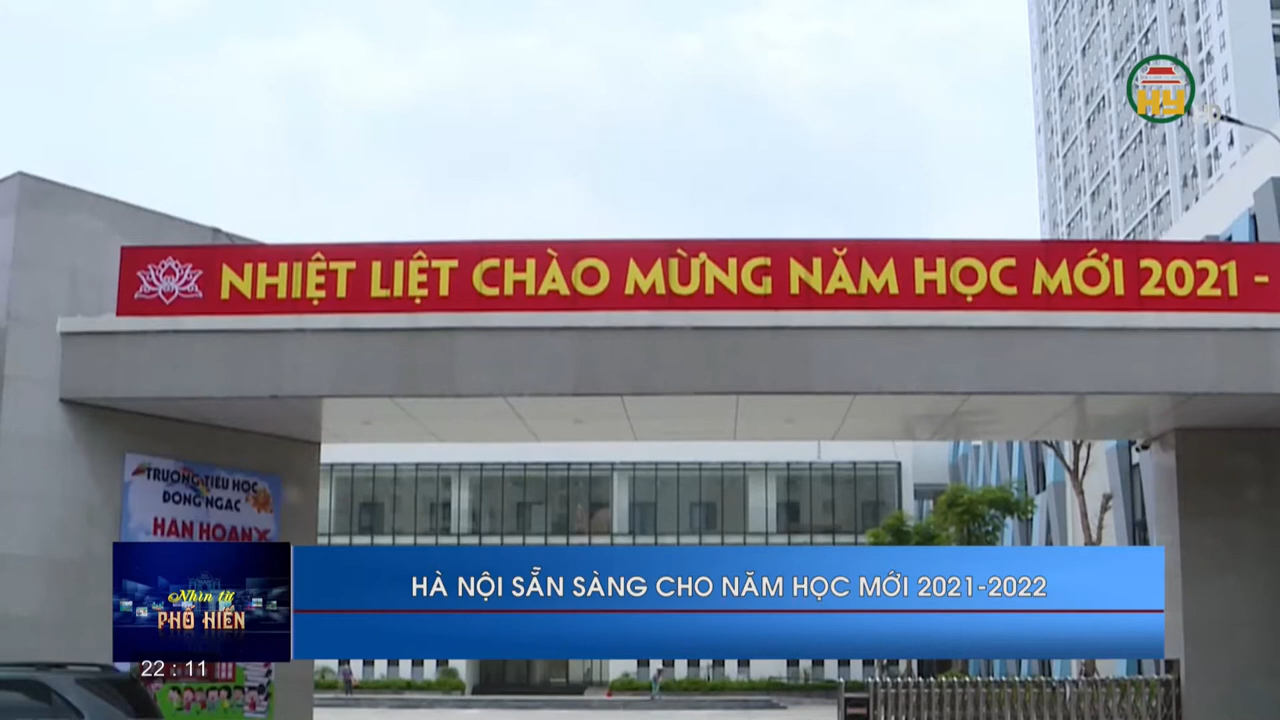 HY
HD
NHIỆT LIỆT CHÀO MỪNG NĂM HỌC MỚI 2021 -
TRƯỜNG TIỂU HỌC
ĐÔNG NGẠC
HÂN HOAN
Nhìn từ
PHỐ HIẾN
HÀ NỘI SẴN SÀNG CHO NĂM HỌC MỚI 2021-2022
22 : 11